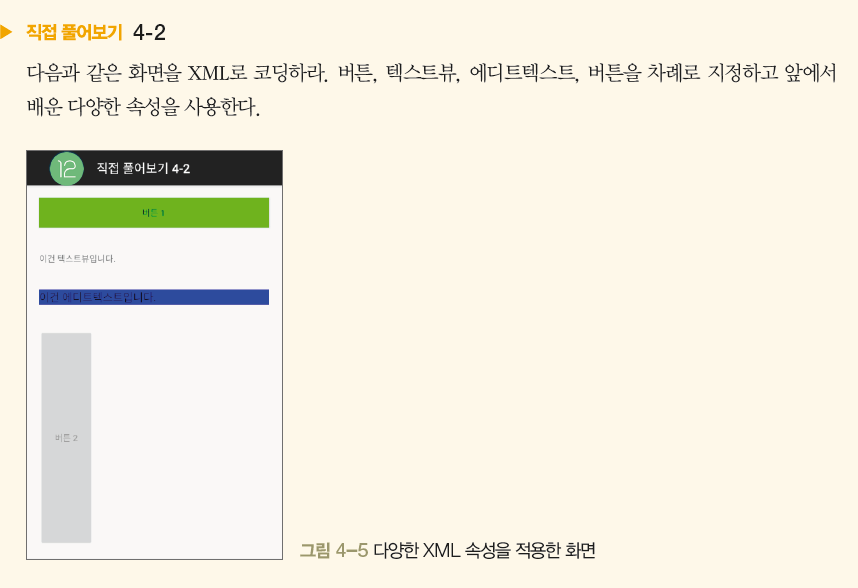 ▶ 직접 풀어보기 4-2
다음과 같은 화면을 XML로 코딩하라. 버튼, 텍스트뷰, 에디트텍스트, 버튼을 차례로 지정하고 앞에서
배운 다양한 속성을 사용한다.
12 직접 풀어보기 4-2
버튼 1
이건 텍스트뷰입니다.
이건 에디트텍스트입니다.
버튼 2
그림 4-5 다양한 XML 속성을 적용한 화면